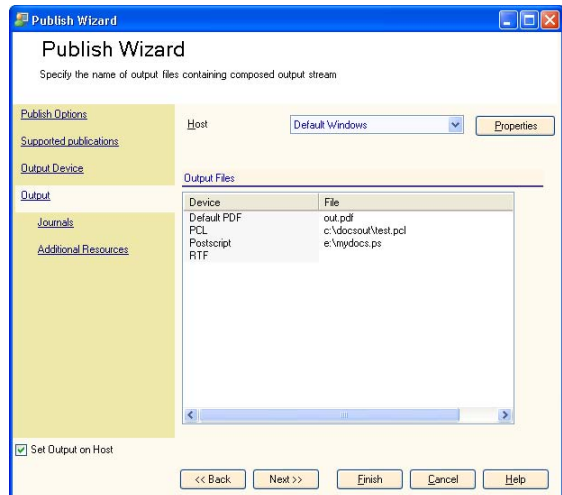 Publish Wizard
Publish Wizard
Specify the name of output files containing composed output stream
Publish Options
Supported publications
Output Device
Output
Journals
Additional Resources
Host Default Windows Properties
Output Files
Device File
Default PDF out.pdf
PCL c:\docsout\test.pcl
Postscript e:\mydocs.ps
RTF
Set Output on Host
<< Back Next >> Finish Cancel Help